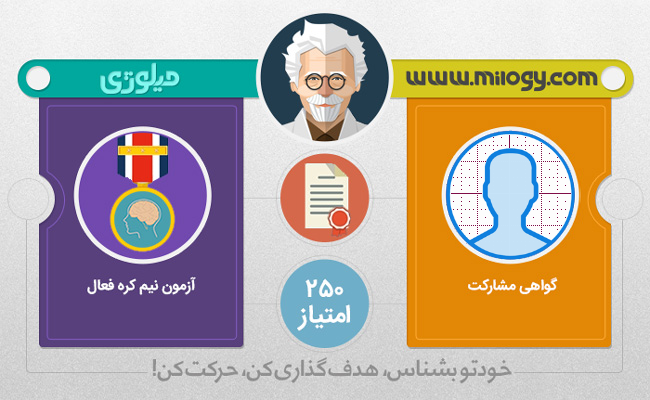 میلوژی
www.milogy.com
گواهی مشارکت
آزمون نیم کره فعال
۲۵۰
امتیاز
خودتو بشناس، هدف گذاری کن، حرکت کن!